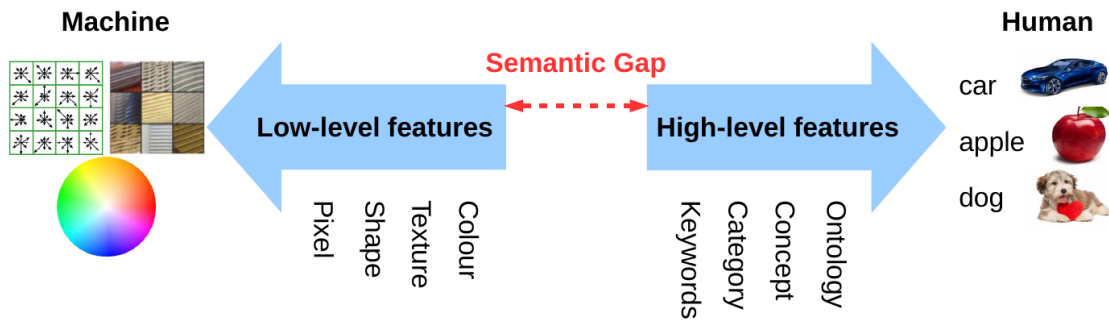 Machine
Human
Semantic Gap
Low-level features
High-level features
car
apple
dog
Pixel
Shape
Texture
Colour
Keywords
Category
Concept
Ontology